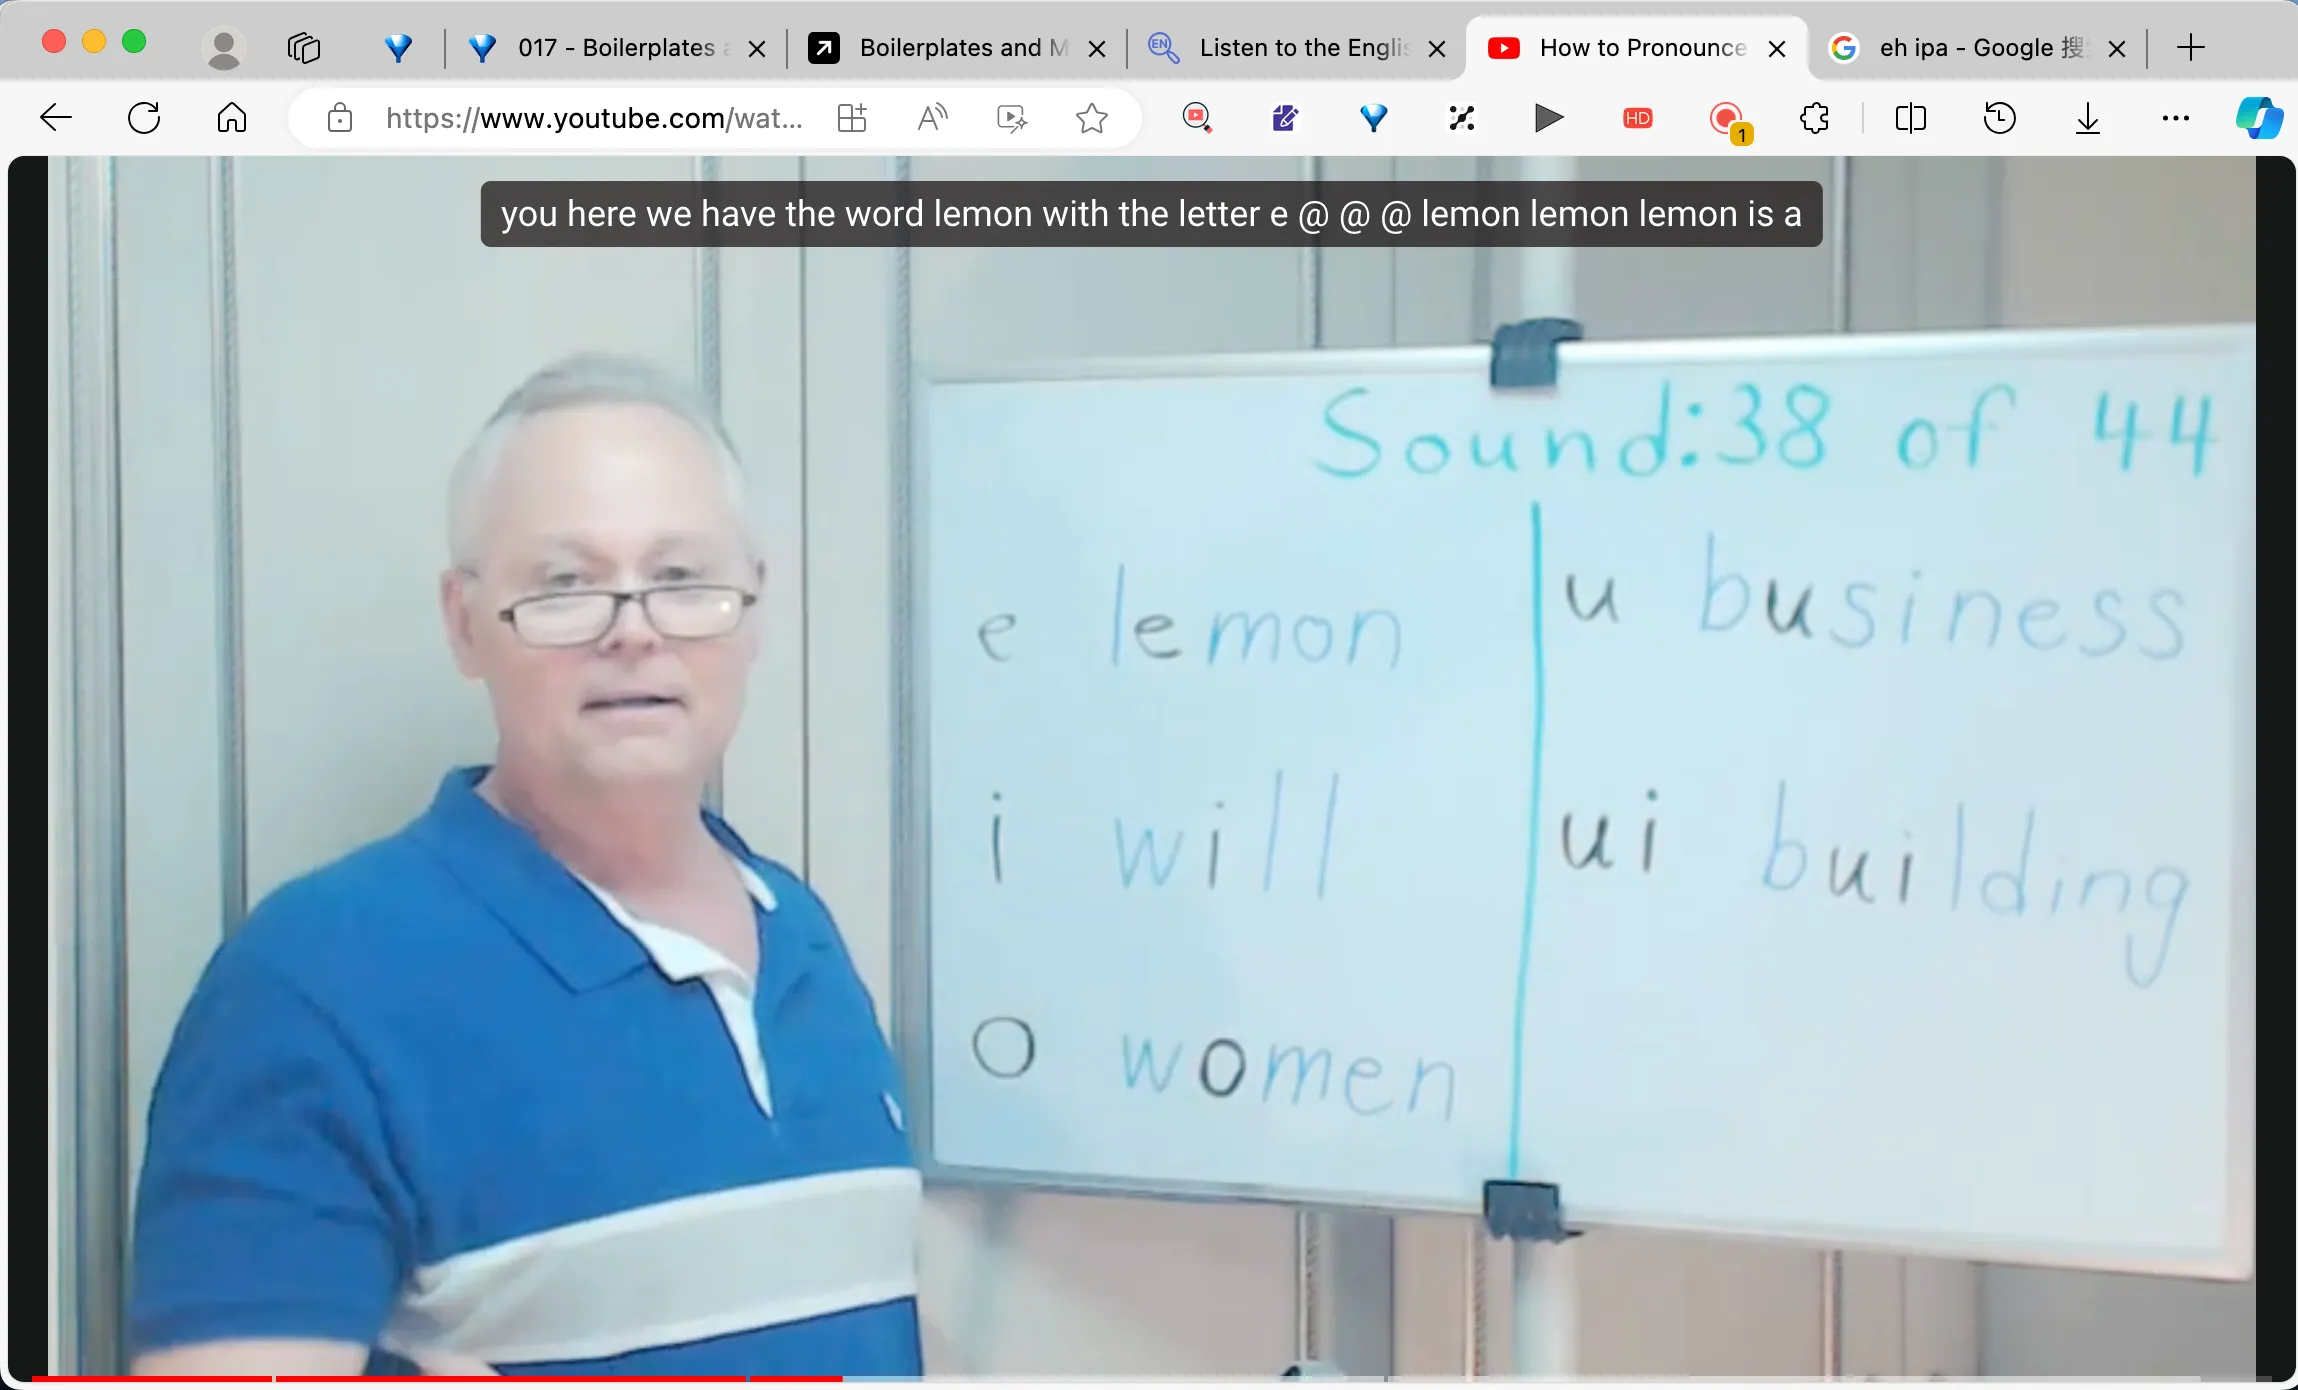 017 - Boilerplates
Boilerplates and M
Listen to the Englis
How to Pronounce
eh ipa - Google 搜
https://www.youtube.com/wat...
HD
1
you here we have the word lemon with the letter e @ @ @ lemon lemon lemon is a
Sound:38 of 44
e lemon
i will
o women
u business
ui building